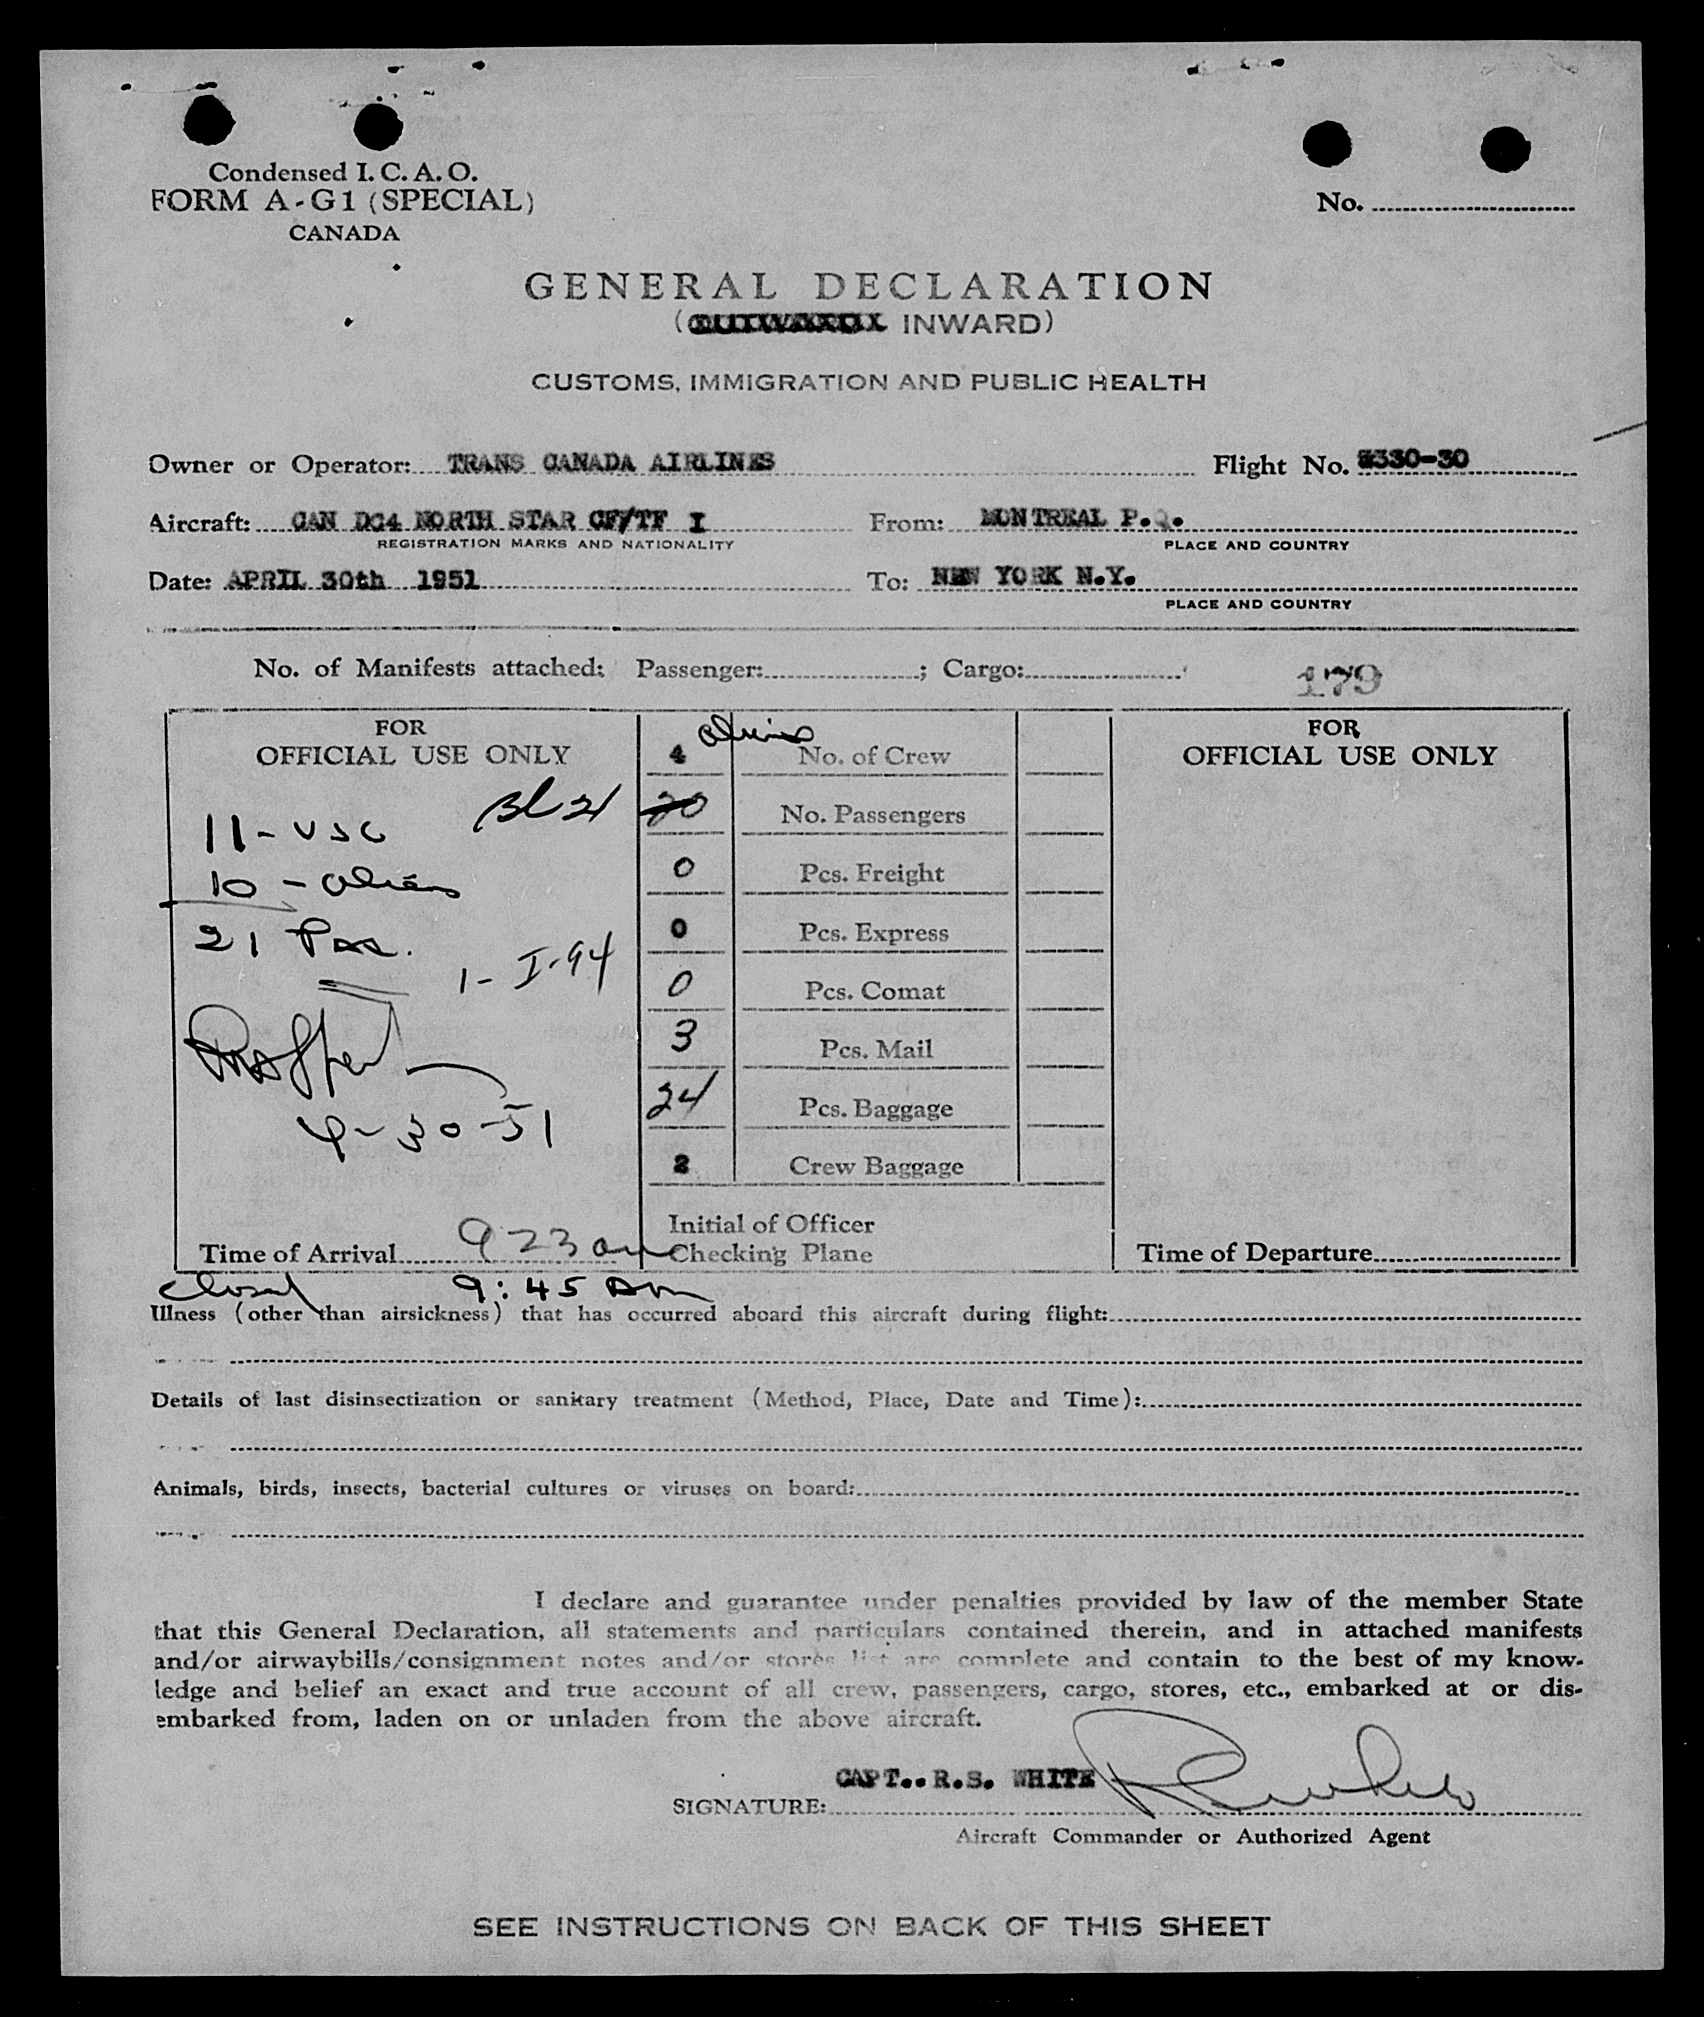 Condensed I. C. A. O.
FORM A-G1 (SPECIAL)
CANADA
No.
GENERAL DECLARATION
( INWARD)
CUSTOMS, IMMIGRATION AND PUBLIC HEALTH
Owner or Operator: TRANS CANADA AIRLINES Flight No. 330-30
Aircraft: CAN DC4 NORTH STAR CF/TF I From: MONTREAL P.Q.
REGISTRATION MARKS AND NATIONALITY PLACE AND COUNTRY
Date: APRIL 30th 1951 To: NEW YORK N.Y.
PLACE AND COUNTRY
No. of Manifests attached: Passenger: ; Cargo: 179
FOR
OFFICIAL USE ONLY
11-USC
10-aliens
21 Pax.
1-I-94
4-30-51
Time of Arrival 923 am
aliens
4 No. of Crew
20 No. Passengers
0 Pcs. Freight
0 Pcs. Express
0 Pcs. Comat
3 Pcs. Mail
24 Pcs. Baggage
2 Crew Baggage
Initial of Officer
Checking Plane
FOR
OFFICIAL USE ONLY
Time of Departure
Closed 9:45 Am
Illness (other than airsickness) that has occurred aboard this aircraft during flight:
Details of last disinsectization or sanitary treatment (Method, Place, Date and Time):
Animals, birds, insects, bacterial cultures or viruses on board:
I declare and guarantee under penalties provided by law of the member State
that this General Declaration, all statements and particulars contained therein, and in attached manifests
and/or airwaybills/consignment notes and/or stores list are complete and contain to the best of my know-
ledge and belief an exact and true account of all crew, passengers, cargo, stores, etc., embarked at or dis-
embarked from, laden on or unladen from the above aircraft.
CAPT.. R.S. WHITE
SIGNATURE:
Aircraft Commander or Authorized Agent
SEE INSTRUCTIONS ON BACK OF THIS SHEET